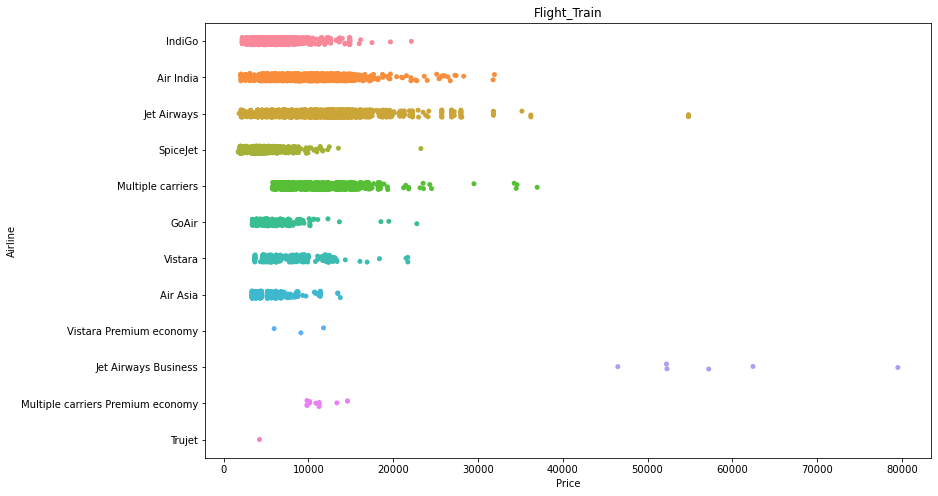 Flight_Train
IndiGo
Air India
Jet Airways
SpiceJet
Multiple carriers
GoAir
Vistara
Air Asia
Vistara Premium economy
Jet Airways Business
Multiple carriers Premium economy
Trujet
Airline
0 10000 20000 30000 40000 50000 60000 70000 80000
Price